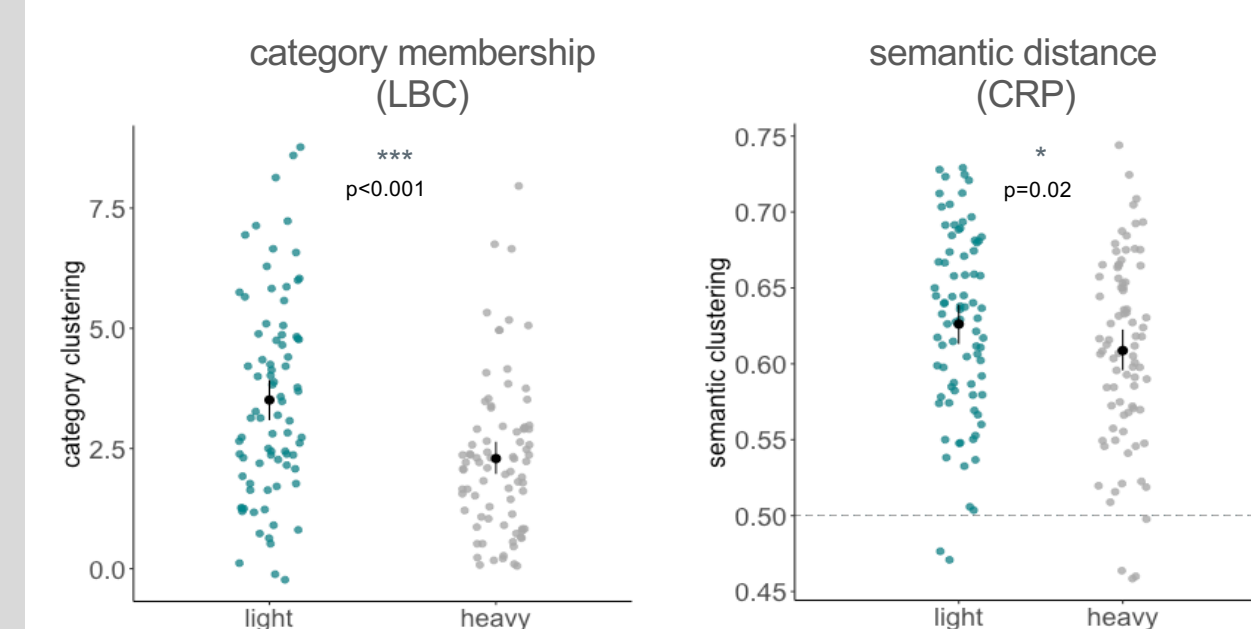 category membership
(LBC)
***
p<0.001
category clustering
7.5
5.0
2.5
0.0
light
heavy
semantic distance
(CRP)
*
p=0.02
semantic clustering
0.75
0.70
0.65
0.60
0.55
0.50
0.45
light
heavy